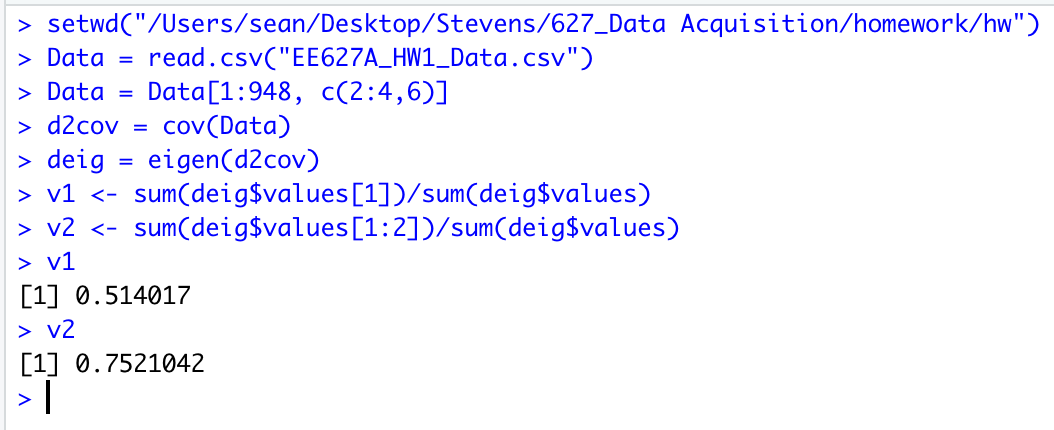 > setwd("/Users/sean/Desktop/Stevens/627_Data Acquisition/homework/hw")
> Data = read.csv("EE627A_HW1_Data.csv")
> Data = Data[1:948, c(2:4,6)]
> d2cov = cov(Data)
> deig = eigen(d2cov)
> v1 <- sum(deig$values[1])/sum(deig$values)
> v2 <- sum(deig$values[1:2])/sum(deig$values)
> v1
[1] 0.514017
> v2
[1] 0.7521042
>